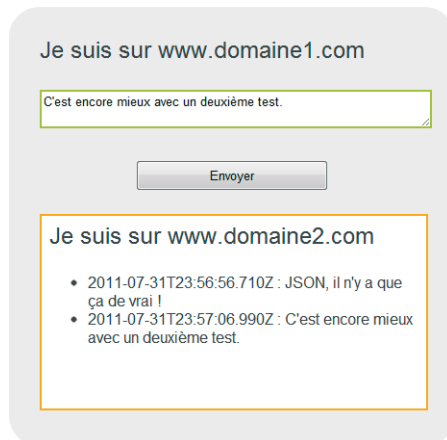 Je suis sur www.domaine1.com
C'est encore mieux avec un deuxième test.
Envoyer
Je suis sur www.domaine2.com
• 2011-07-31T23:56:56.710Z : JSON, il n'y a que
ça de vrai !
• 2011-07-31T23:57:06.990Z : C'est encore mieux
avec un deuxième test.